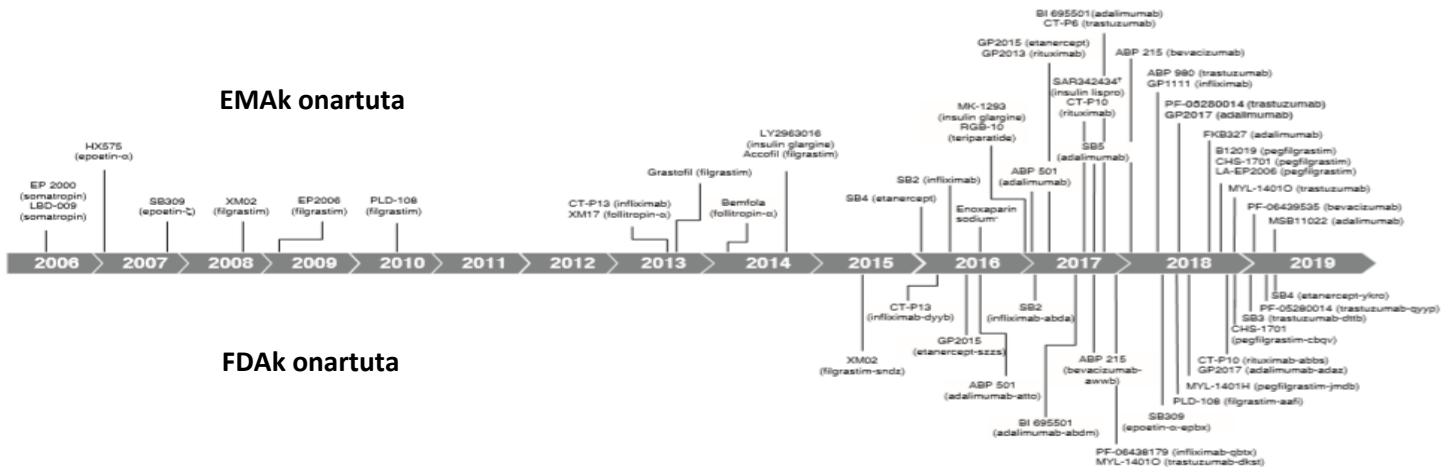 BI 695501(adalimumab)
CT-P6 (trastuzumab)
GP2015 (etanercept)
GP2013 (rituximab)
ABP 215 (bevacizumab)
EMAk onartuta
SAR342434†
(insulin lispro)
CT-P10
(rituximab)
ABP 980 (trastuzumab)
GP1111 (infliximab)
MK-1293
(insulin glargine)
RGB-10
(teriparatide)
PF-05280014 (trastuzumab)
GP2017 (adalimumab)
HX575
(epoetin-α)
LY2963016
(insulin glargine)
Accofil (filgrastim)
FKB327 (adalimumab)
SB5
(adalimumab)
B12019 (pegfilgrastim)
CHS-1701 (pegfilgrastim)
LA-EP2006 (pegfilgrastim)
Grastofil (filgrastim)
SB2 (infliximab)
ABP 501
(adalimumab)
EP 2000
(somatropin)
LBD-009
(somatropin)
MYL-1401O (trastuzumab)
SB309
(epoetin-ζ)
XM02
(filgrastim)
EP2006
(filgrastim)
PLD-108
(filgrastim)
CT-P13 (infliximab)
XM17 (follitropin-α)
Bemfola
(follitropin-α)
SB4 (etanercept)
Enoxaparin
sodium
PF-06439535 (bevacizumab)
MSB11022 (adalimumab)
2006 2007 2008 2009 2010 2011 2012 2013 2014 2015 2016 2017 2018 2019
SB4 (etanercept-ykro)
CT-P13
(infliximab-dyyb)
SB2
(infliximab-abda)
PF-05280014 (trastuzumab-qyyp)
SB3 (trastuzumab-dttb)
CHS-1701
(pegfilgrastim-cbqv)
GP2015
(etanercept-szzs)
FDAk onartuta
XM02
(filgrastim-sndz)
ABP 215
(bevacizumab-
awwb)
CT-P10 (rituximab-abbs)
GP2017 (adalimumab-adaz)
ABP 501
(adalimumab-atto)
MYL-1401H (pegfilgrastim-jmdb)
PLD-108 (filgrastim-aafi)
BI 695501
(adalimumab-abdm)
SB309
(epoetin-α-epbx)
PF-06438179 (infliximab-qbtx)
MYL-1401O (trastuzumab-dkst)